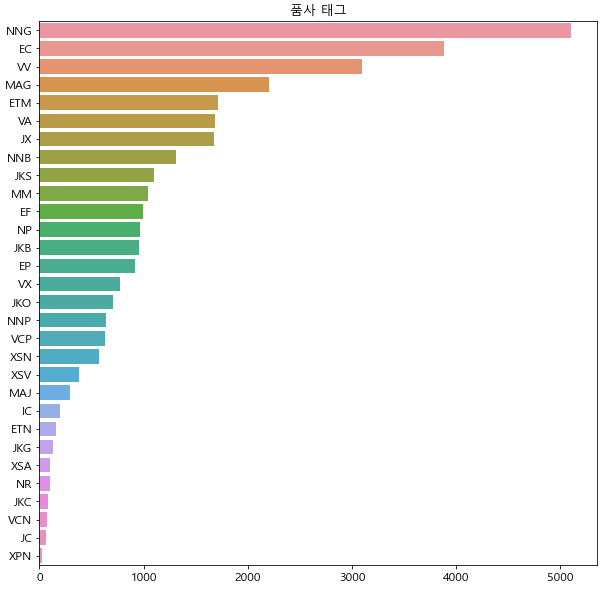 품사 태그
NNG
EC
VV
MAG
ETM
VA
JX
NNB
JKS
MM
EF
NP
JKB
EP
VX
JKO
NNP
VCP
XSN
XSV
MAJ
IC
ETN
JKG
XSA
NR
JKC
VCN
JC
XPN
0 1000 2000 3000 4000 5000